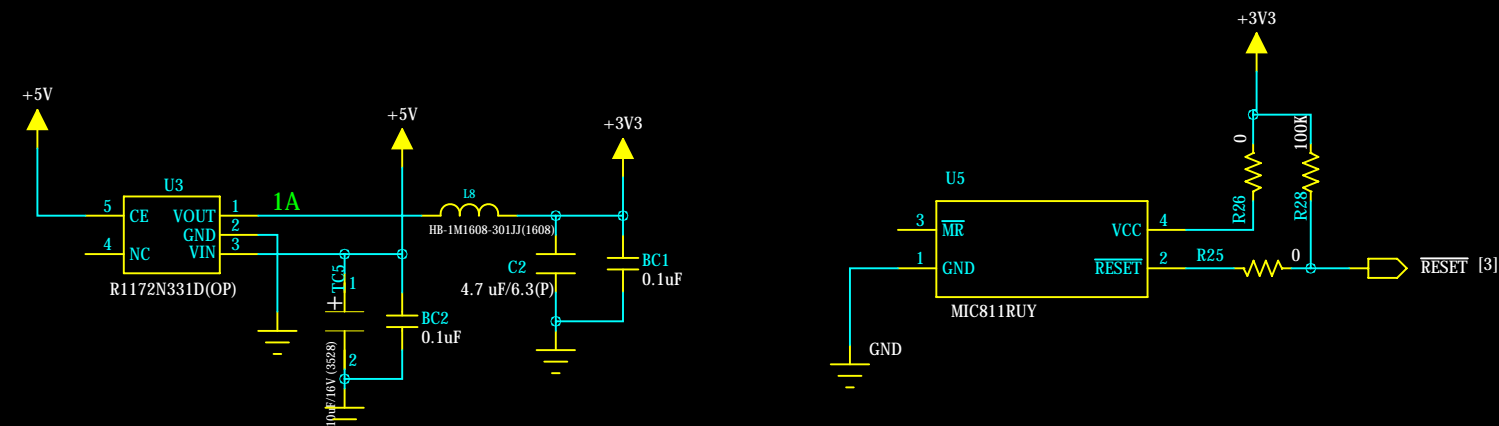 +3V3
+5V
+5V
+3V3
U3
5
CE
VOUT
1
1A
GND
2
4
NC
VIN
3
R1172N331D(OP)
L8
HB-1M1608-301JJ(1608)
TC5
+
1
2
10uF/16V (3528)
BC2
0.1uF
C2
4.7 uF/6.3(P)
BC1
0.1uF
U5
3
MR
VCC
4
1
GND
RESET
2
MIC811RUY
GND
0
R26
100K
R28
R25
0
RESET [3]